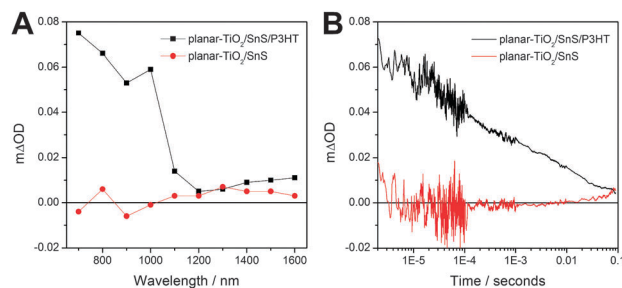 A
planar-TiO2/SnS/P3HT
planar-TiO2/SnS
0.08
0.06
0.04
0.02
0.00
-0.02
m∆OD
800
1000
1200
1400
1600
Wavelength / nm
B
planar-TiO2/SnS/P3HT
planar-TiO2/SnS
0.08
0.06
0.04
0.02
0.00
-0.02
m∆OD
1E-5
1E-4
1E-3
0.01
0.1
Time / seconds